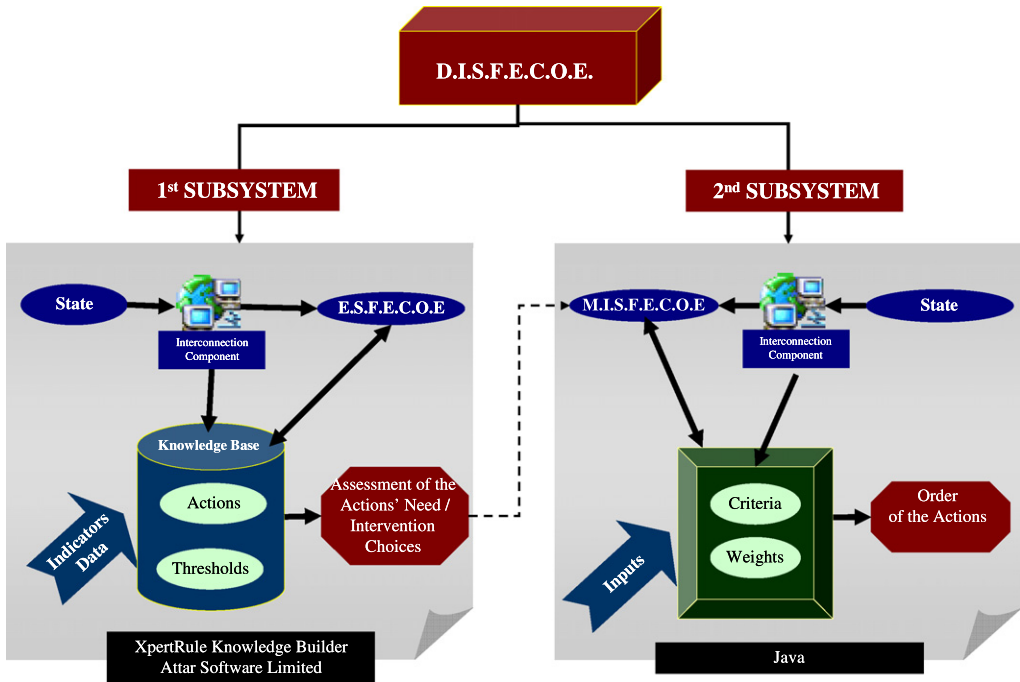 D.I.S.F.E.C.O.E.
1st SUBSYSTEM
2nd SUBSYSTEM
State
E.S.F.E.C.O.E
Interconnection
Component
Knowledge Base
Actions
Thresholds
Indicators
Data
Assessment of the
Actions' Need /
Intervention
Choices
XpertRule Knowledge Builder
Attar Software Limited
M.I.S.F.E.C.O.E
State
Interconnection
Component
Criteria
Weights
Inputs
Order
of the Actions
Java